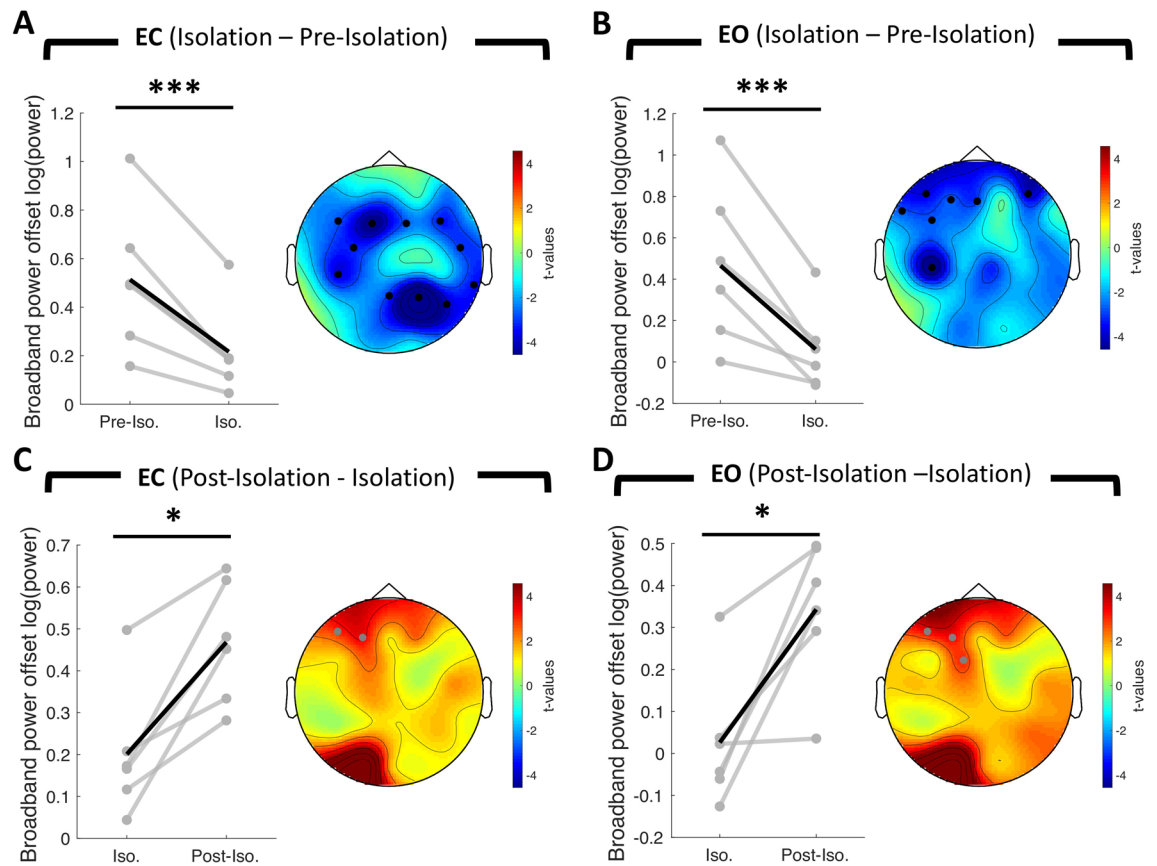 A
EC (Isolation – Pre-Isolation)
***
Broadband power offset log(power)
1.2
1
0.8
0.6
0.4
0.2
0
Pre-Iso.
Iso.
4
2
0
-2
-4
t-values
B
EO (Isolation – Pre-Isolation)
***
Broadband power offset log(power)
1.2
1
0.8
0.6
0.4
0.2
0
-0.2
Pre-Iso.
Iso.
4
2
0
-2
-4
t-values
C
EC (Post-Isolation - Isolation)
*
Broadband power offset log(power)
0.7
0.6
0.5
0.4
0.3
0.2
0.1
0
Iso.
Post-Iso.
4
2
0
-2
-4
t-values
D
EO (Post-Isolation –Isolation)
*
Broadband power offset log(power)
0.5
0.4
0.3
0.2
0.1
0
-0.1
-0.2
Iso.
Post-Iso.
4
2
0
-2
-4
t-values